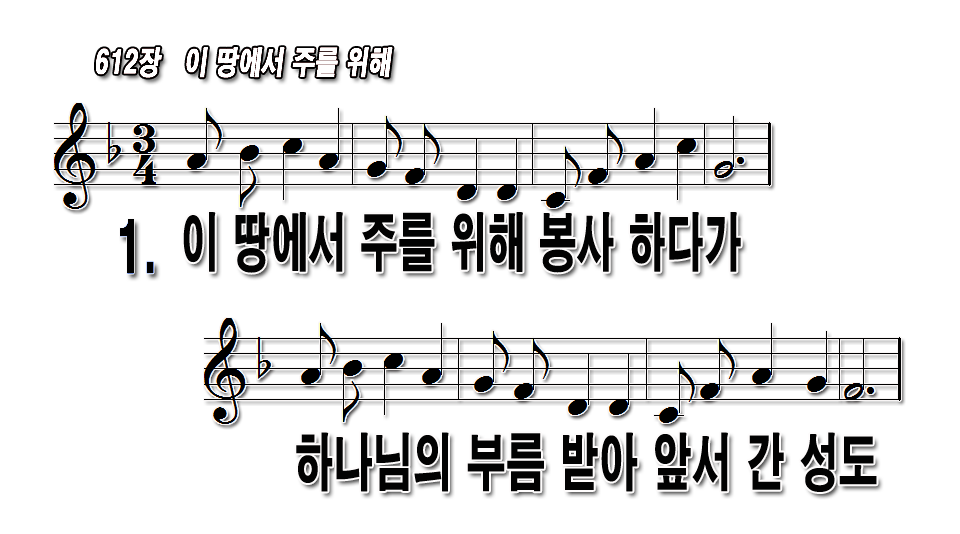 612장 이 땅에서 주를 위해
3
4
1. 이 땅에서 주를 위해 봉사 하다가
하나님의 부름 받아 앞서 간 성도